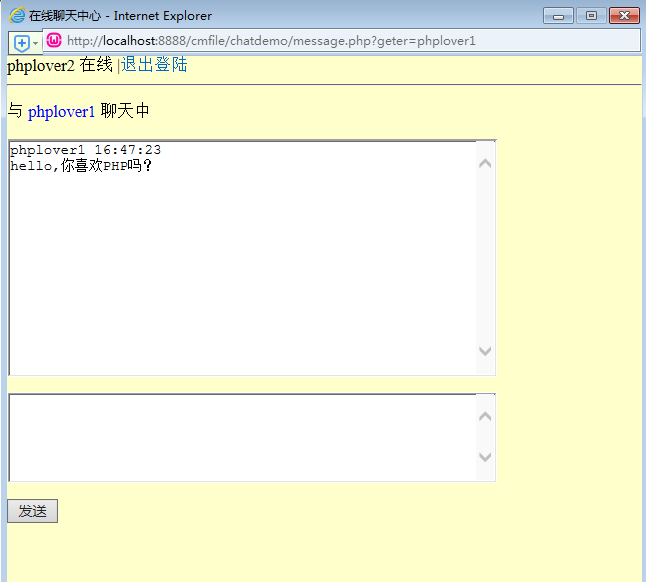 在线聊天中心 - Internet Explorer
http://localhost:8888/cmfile/chatdemo/message.php?geter=phplover1
phplover2 在线 |退出登陆
与 phplover1 聊天中
phplover1 16:47:23
hello,你喜欢PHP吗?
发送